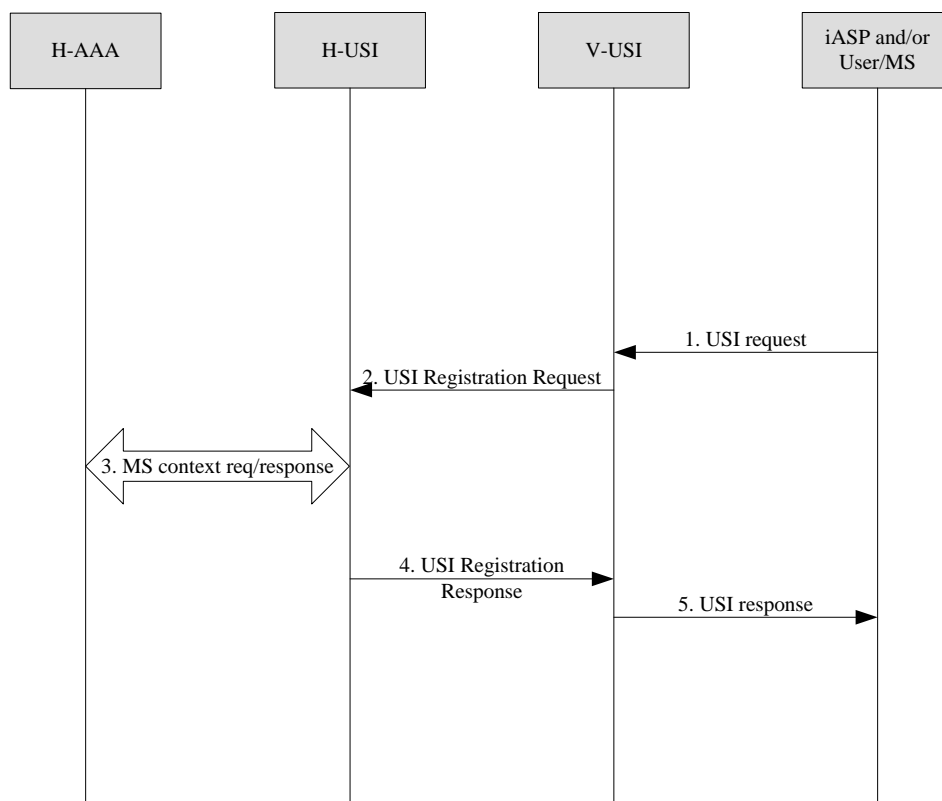 H-AAA
H-USI
V-USI
iASP and/or
User/MS
1. USI request
2. USI Registration Request
3. MS context req/response
4. USI Registration
Response
5. USI response